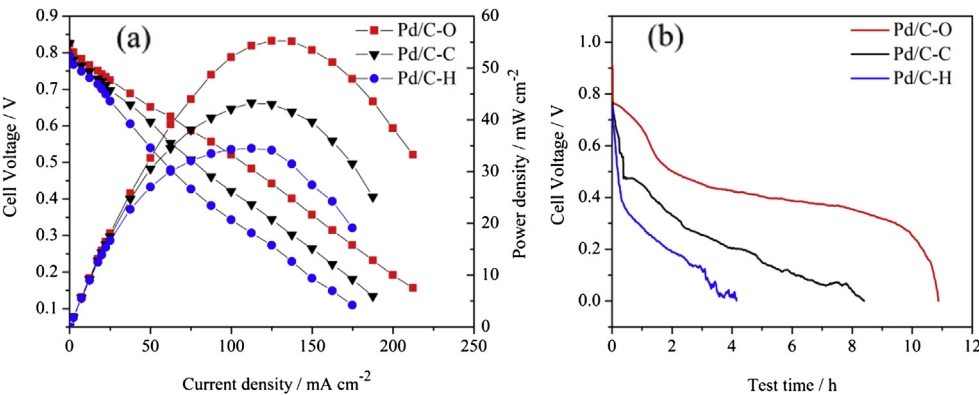 (a)
Pd/C-O
Pd/C-C
Pd/C-H
0.9
0.8
0.7
0.6
0.5
0.4
0.3
0.2
0.1
Cell Voltage / V
60
50
40
30
20
10
0
Power density / mW cm-2
0 50 100 150 200 250
Current density / mA cm-2
(b)
Pd/C-O
Pd/C-C
Pd/C-H
1.0
0.8
0.6
0.4
0.2
0.0
Cell Voltage / V
0 2 4 6 8 10 12
Test time / h